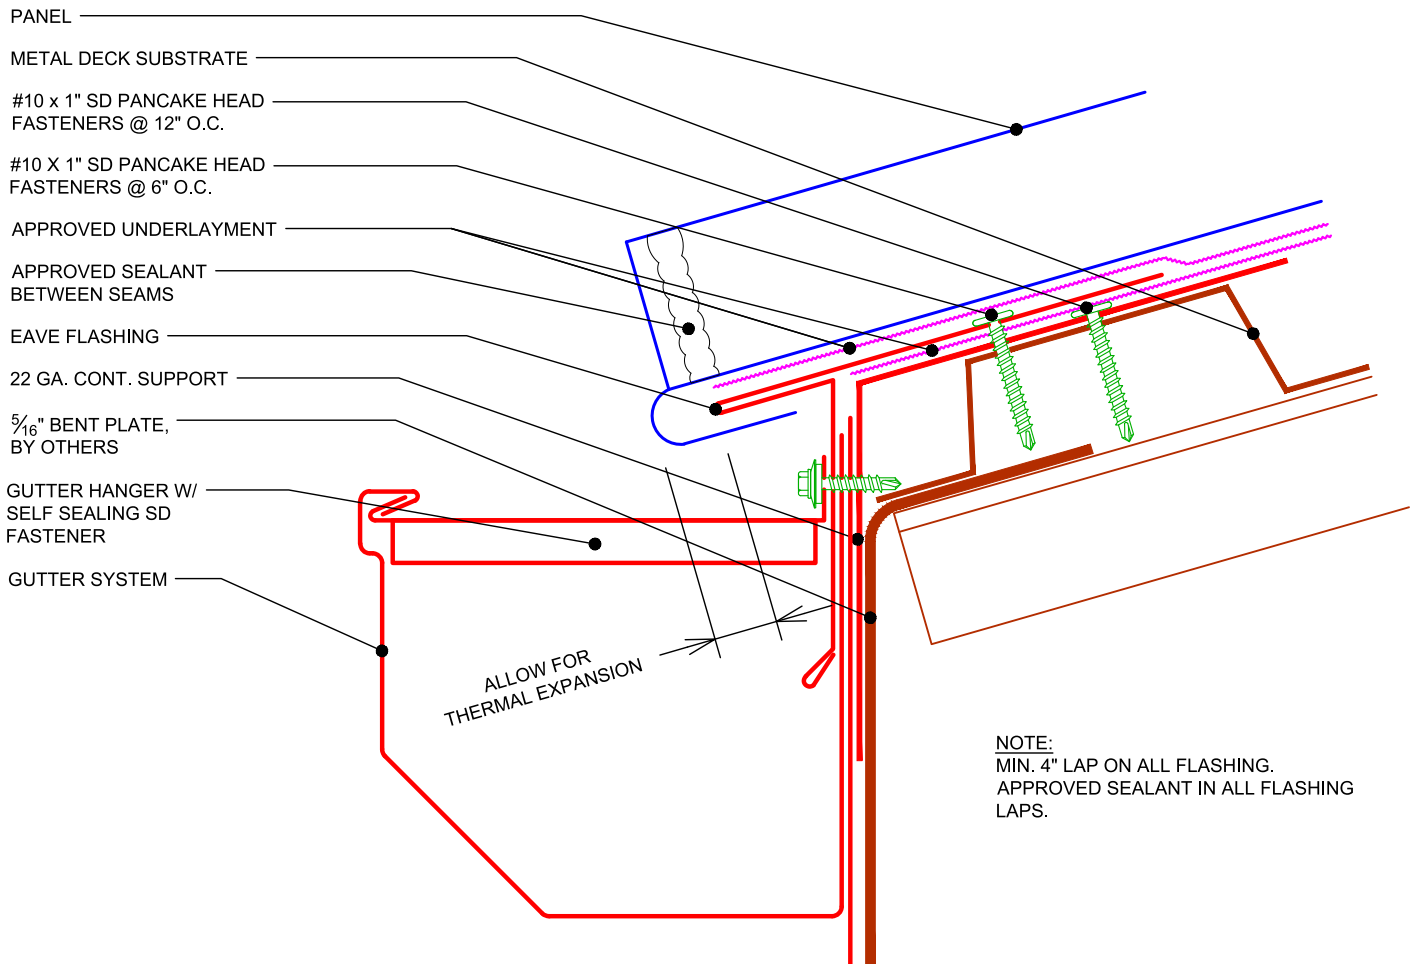 PANEL
METAL DECK SUBSTRATE
#10 x 1" SD PANCAKE HEAD
FASTENERS @ 12" O.C.
#10 X 1" SD PANCAKE HEAD
FASTENERS @ 6" O.C.
APPROVED UNDERLAYMENT
APPROVED SEALANT
BETWEEN SEAMS
EAVE FLASHING
22 GA. CONT. SUPPORT
5/16" BENT PLATE,
BY OTHERS
GUTTER HANGER W/
SELF SEALING SD
FASTENER
GUTTER SYSTEM
ALLOW FOR
THERMAL EXPANSION
NOTE:
MIN. 4" LAP ON ALL FLASHING.
APPROVED SEALANT IN ALL FLASHING
LAPS.